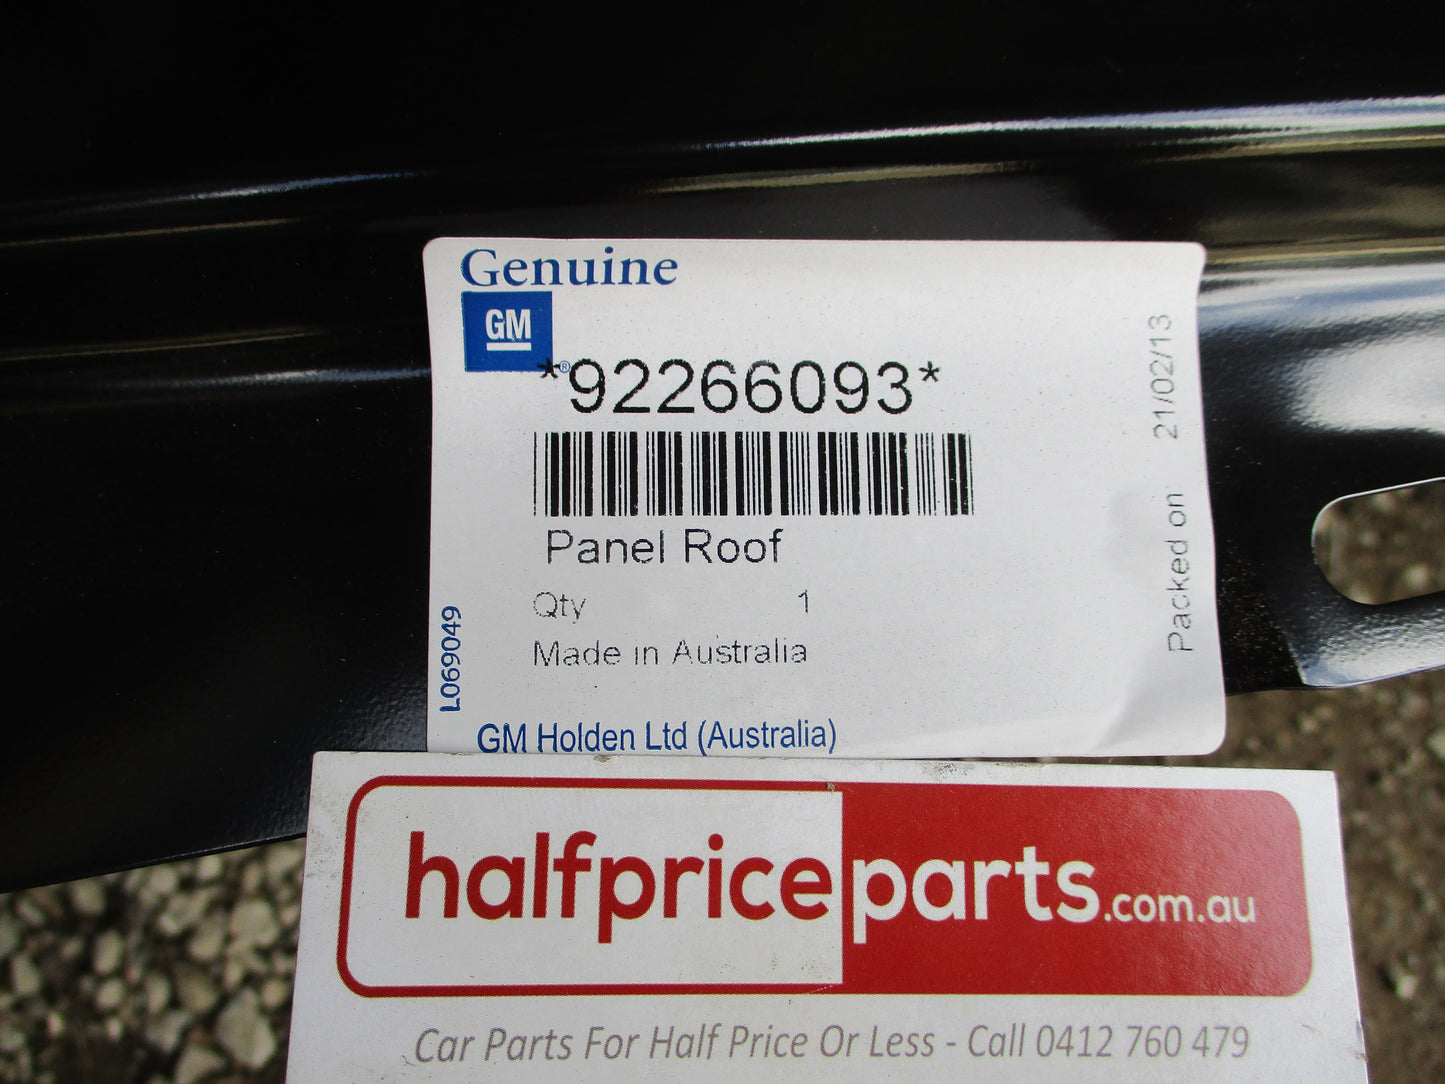 Genuine
GM
®
*92266093*
Panel Roof
Qty 1
Made in Australia
GM Holden Ltd (Australia)
L069049
Packed on 21/02/13
halfpriceparts.com.au
Car Parts For Half Price Or Less - Call 0412 760 479